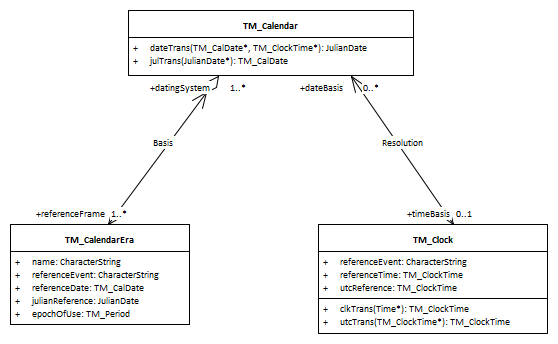 TM_Calendar
+ dateTrans(TM_CalDate*, TM_ClockTime*): JulianDate
+ julTrans(JulianDate*): TM_CalDate
+datingSystem 1..* +dateBasis 0..*
Basis Resolution
+referenceFrame 1..* +timeBasis 0..1
TM_CalendarEra
+ name: CharacterString
+ referenceEvent: CharacterString
+ referenceDate: TM_CalDate
+ julianReference: JulianDate
+ epochOfUse: TM_Period
TM_Clock
+ referenceEvent: CharacterString
+ referenceTime: TM_ClockTime
+ utcReference: TM_ClockTime
+ clkTrans(Time*): TM_ClockTime
+ utcTrans(TM_ClockTime*): TM_ClockTime